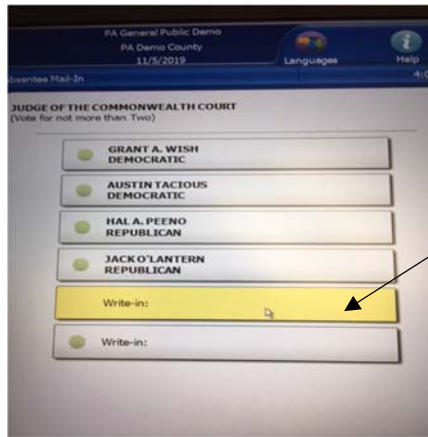 PA General Public Demo
PA Demo County
11/5/2019
Languages
Help
Absentee Mail-In
JUDGE OF THE COMMONWEALTH COURT
(Vote for not more than Two)
GRANT A. WISH
DEMOCRATIC
AUSTIN TACIOUS
DEMOCRATIC
HAL A. PEENO
REPUBLICAN
JACK O'LANTERN
REPUBLICAN
Write-in:
Write-in: